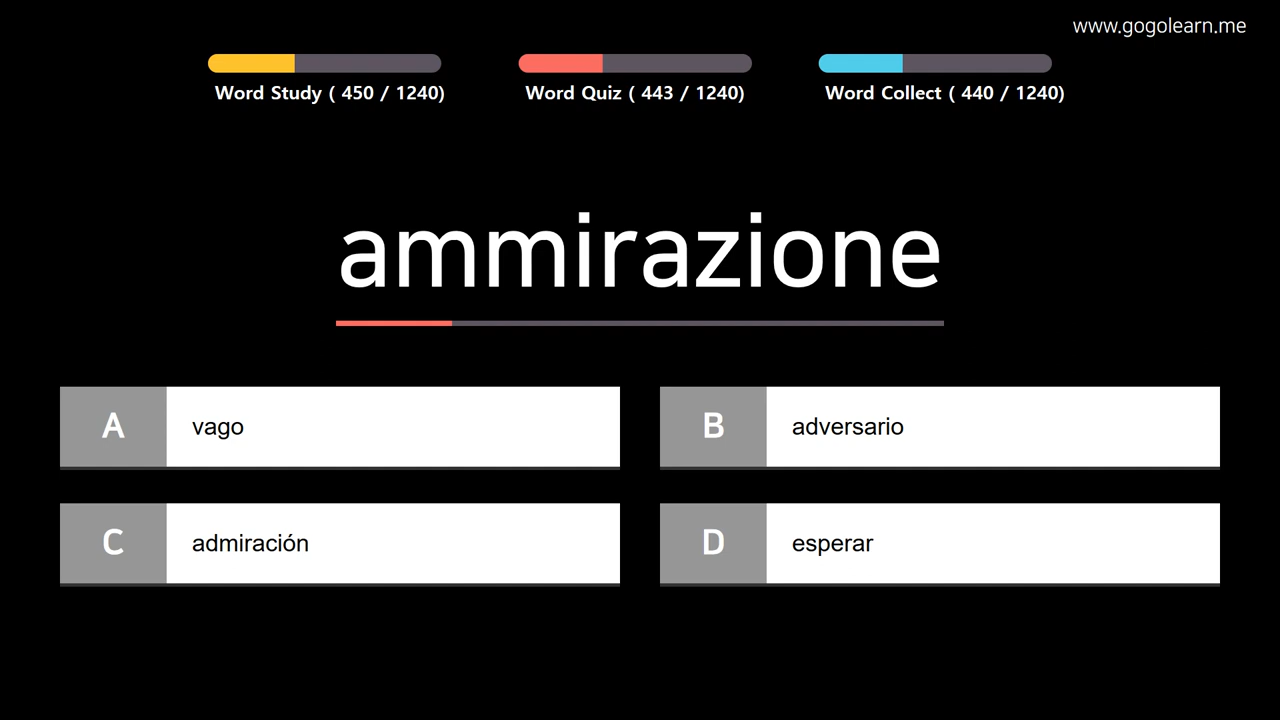 www.gogolearn.me
Word Study ( 450 / 1240)
Word Quiz ( 443 / 1240)
Word Collect ( 440 / 1240)
ammirazione
A
vago
B
adversario
C
admiración
D
esperar